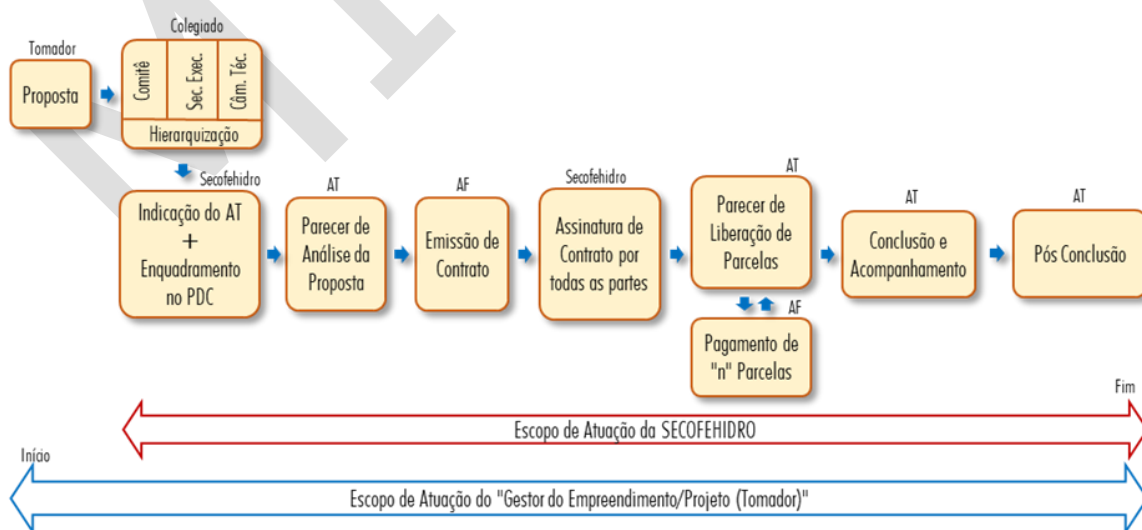 Colegiado
Tomador
Proposta
Comitê
Sec. Exec.
Câm. Téc.
Hierarquização
Secofehidro
Indicação do AT
+
Enquadramento
no PDC
AT
Parecer de
Análise da
Proposta
AF
Emissão de
Contrato
Secofehidro
Assinatura de
Contrato por
todas as partes
AT
Parecer de
Liberação de
Parcelas
AF
Pagamento de
"n" Parcelas
AT
Conclusão e
Acompanhamento
AT
Pós Conclusão
Fim
Escopo de Atuação da SECOFEHIDRO
Início
Escopo de Atuação do "Gestor do Empreendimento/Projeto (Tomador)"